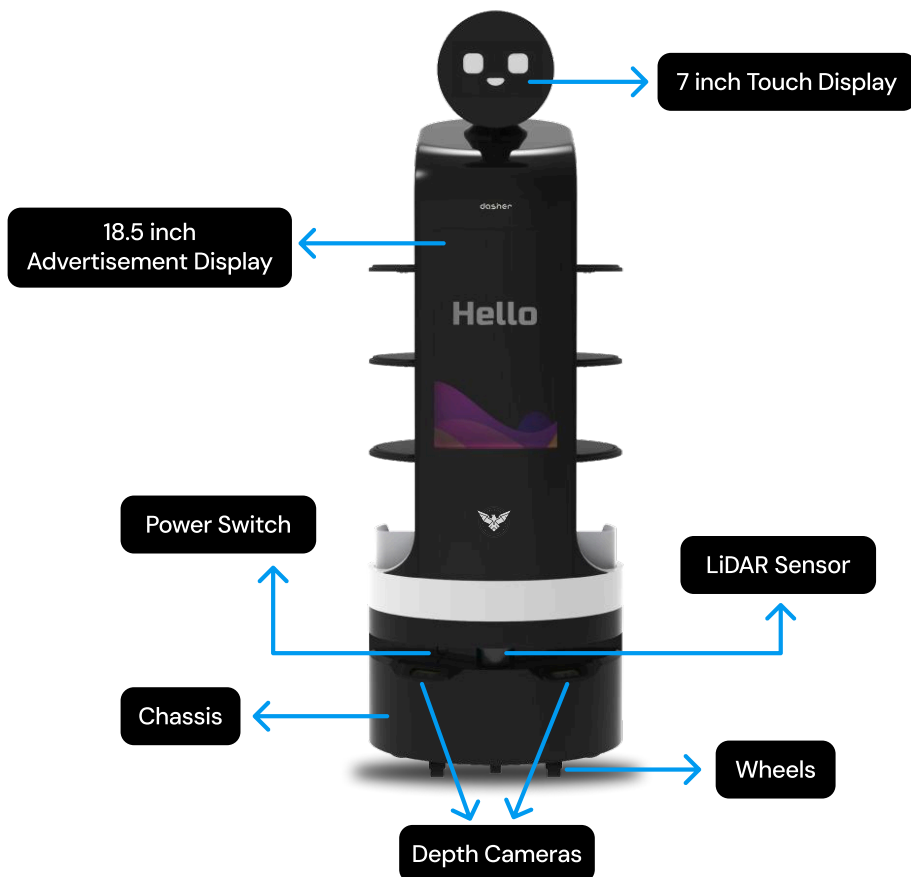 7 inch Touch Display
dasher
18.5 inch
Advertisement Display
Hello
Power Switch
LiDAR Sensor
Chassis
Wheels
Depth Cameras